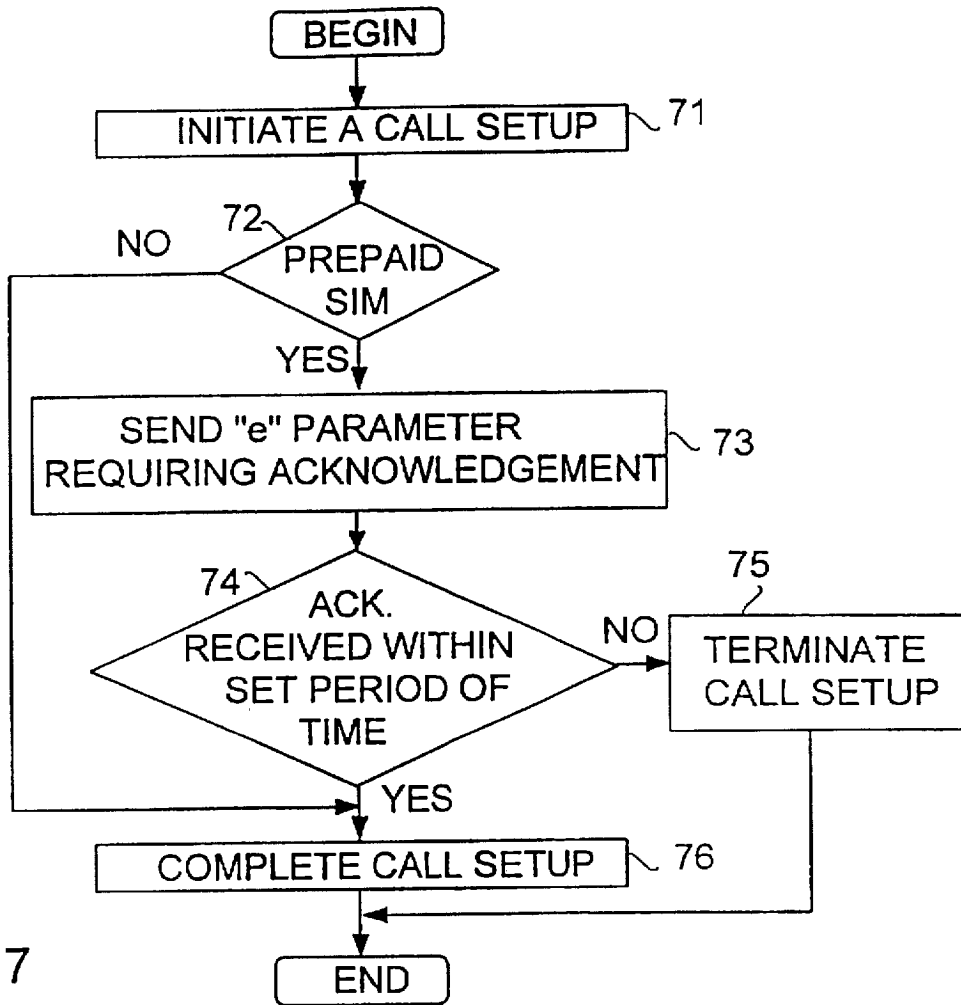 BEGIN
INITIATE A CALL SETUP
71
72
NO
PREPAID
SIM
YES
SEND "e" PARAMETER
REQUIRING ACKNOWLEDGEMENT
73
74
ACK.
RECEIVED WITHIN
SET PERIOD OF
TIME
NO
75
TERMINATE
CALL SETUP
YES
COMPLETE CALL SETUP
76
END
7